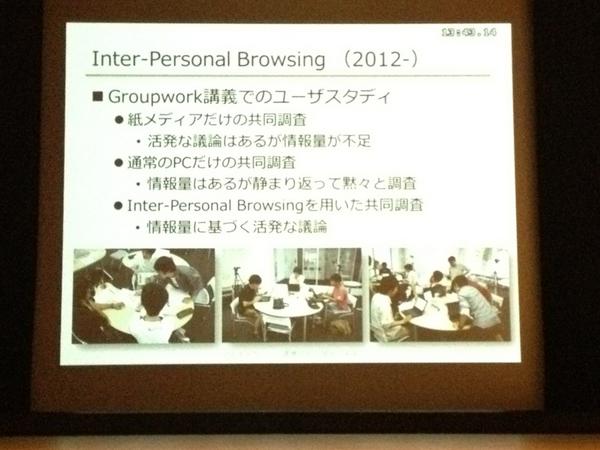 13:43.14
Inter-Personal Browsing （2012-）
■ Groupwork講義でのユーザスタディ
● 紙メディアだけの共同調査
・ 活発な議論はあるが情報量が不足
● 通常のPCだけの共同調査
・ 情報量はあるが静まり返って黙々と調査
● Inter-Personal Browsingを用いた共同調査
・ 情報量に基づく活発な議論